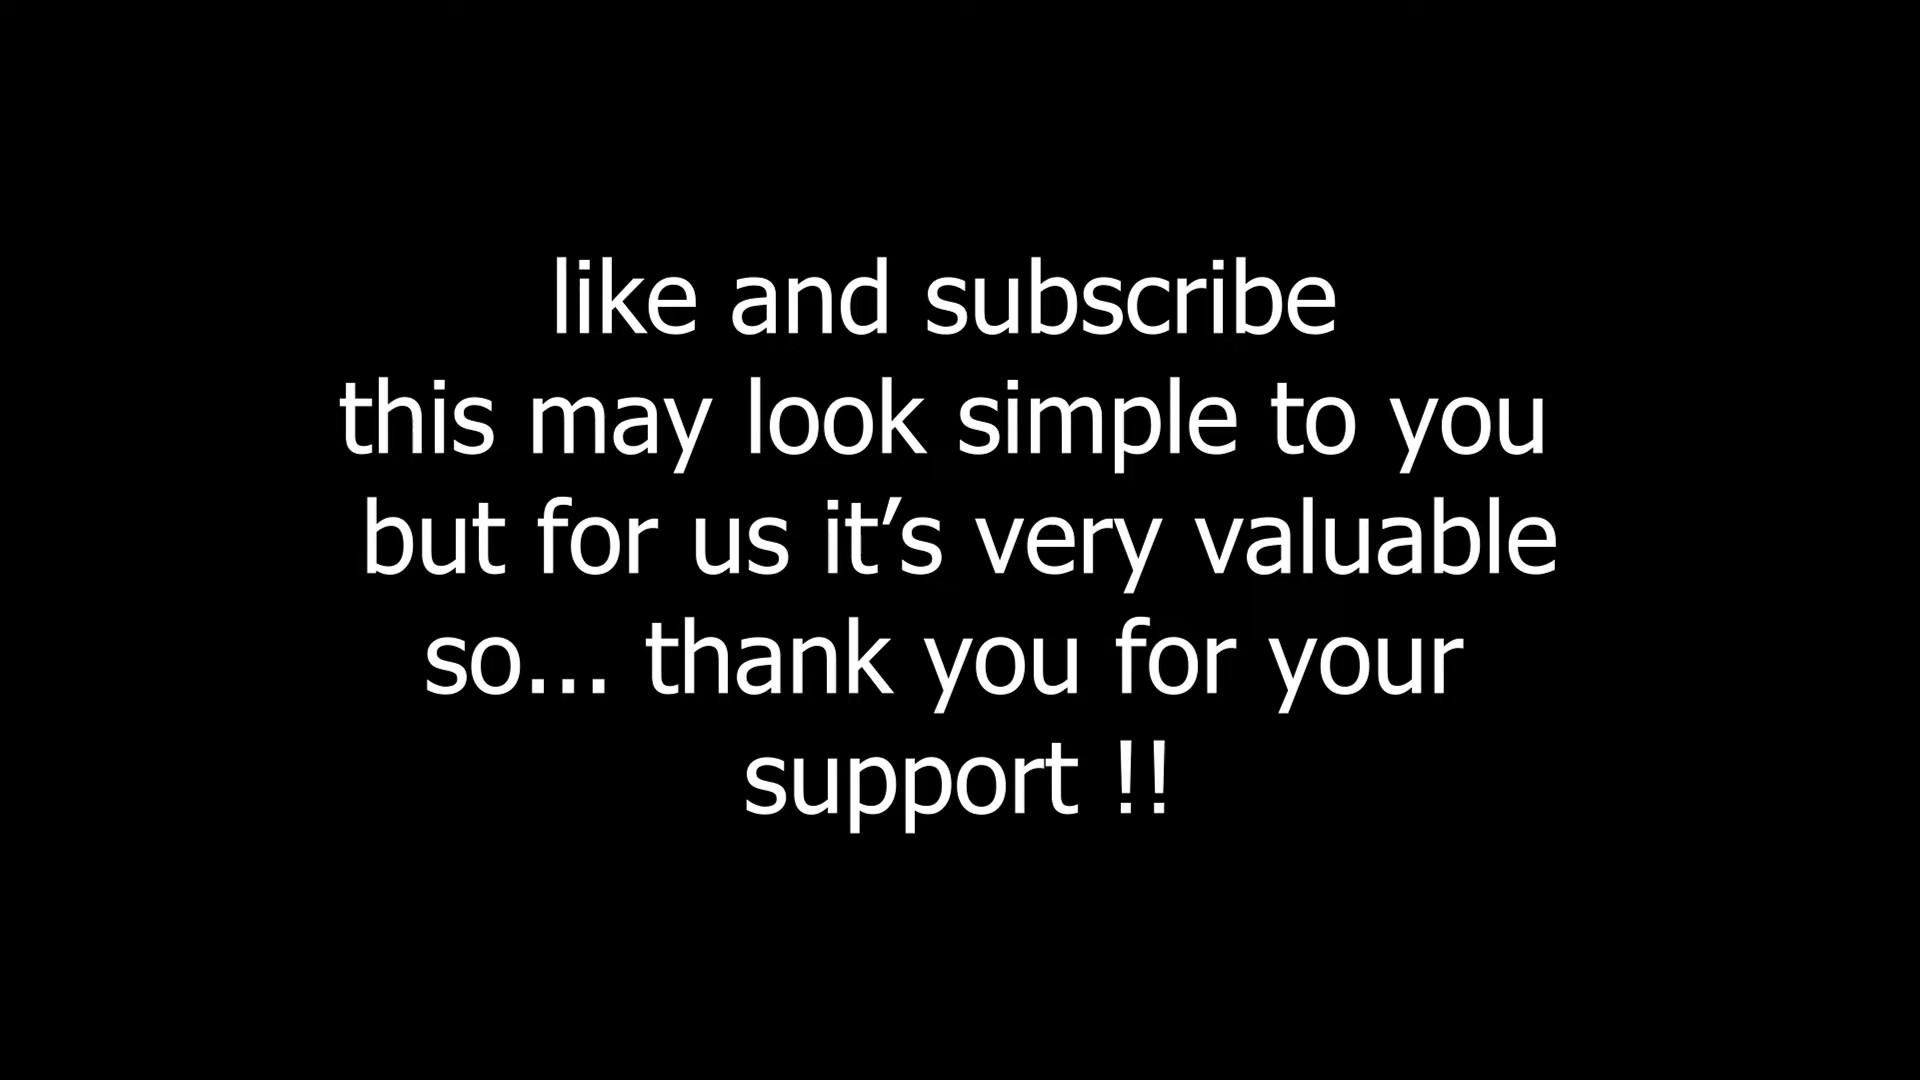 like and subscribe
this may look simple to you
but for us it’s very valuable
so... thank you for your
support !!